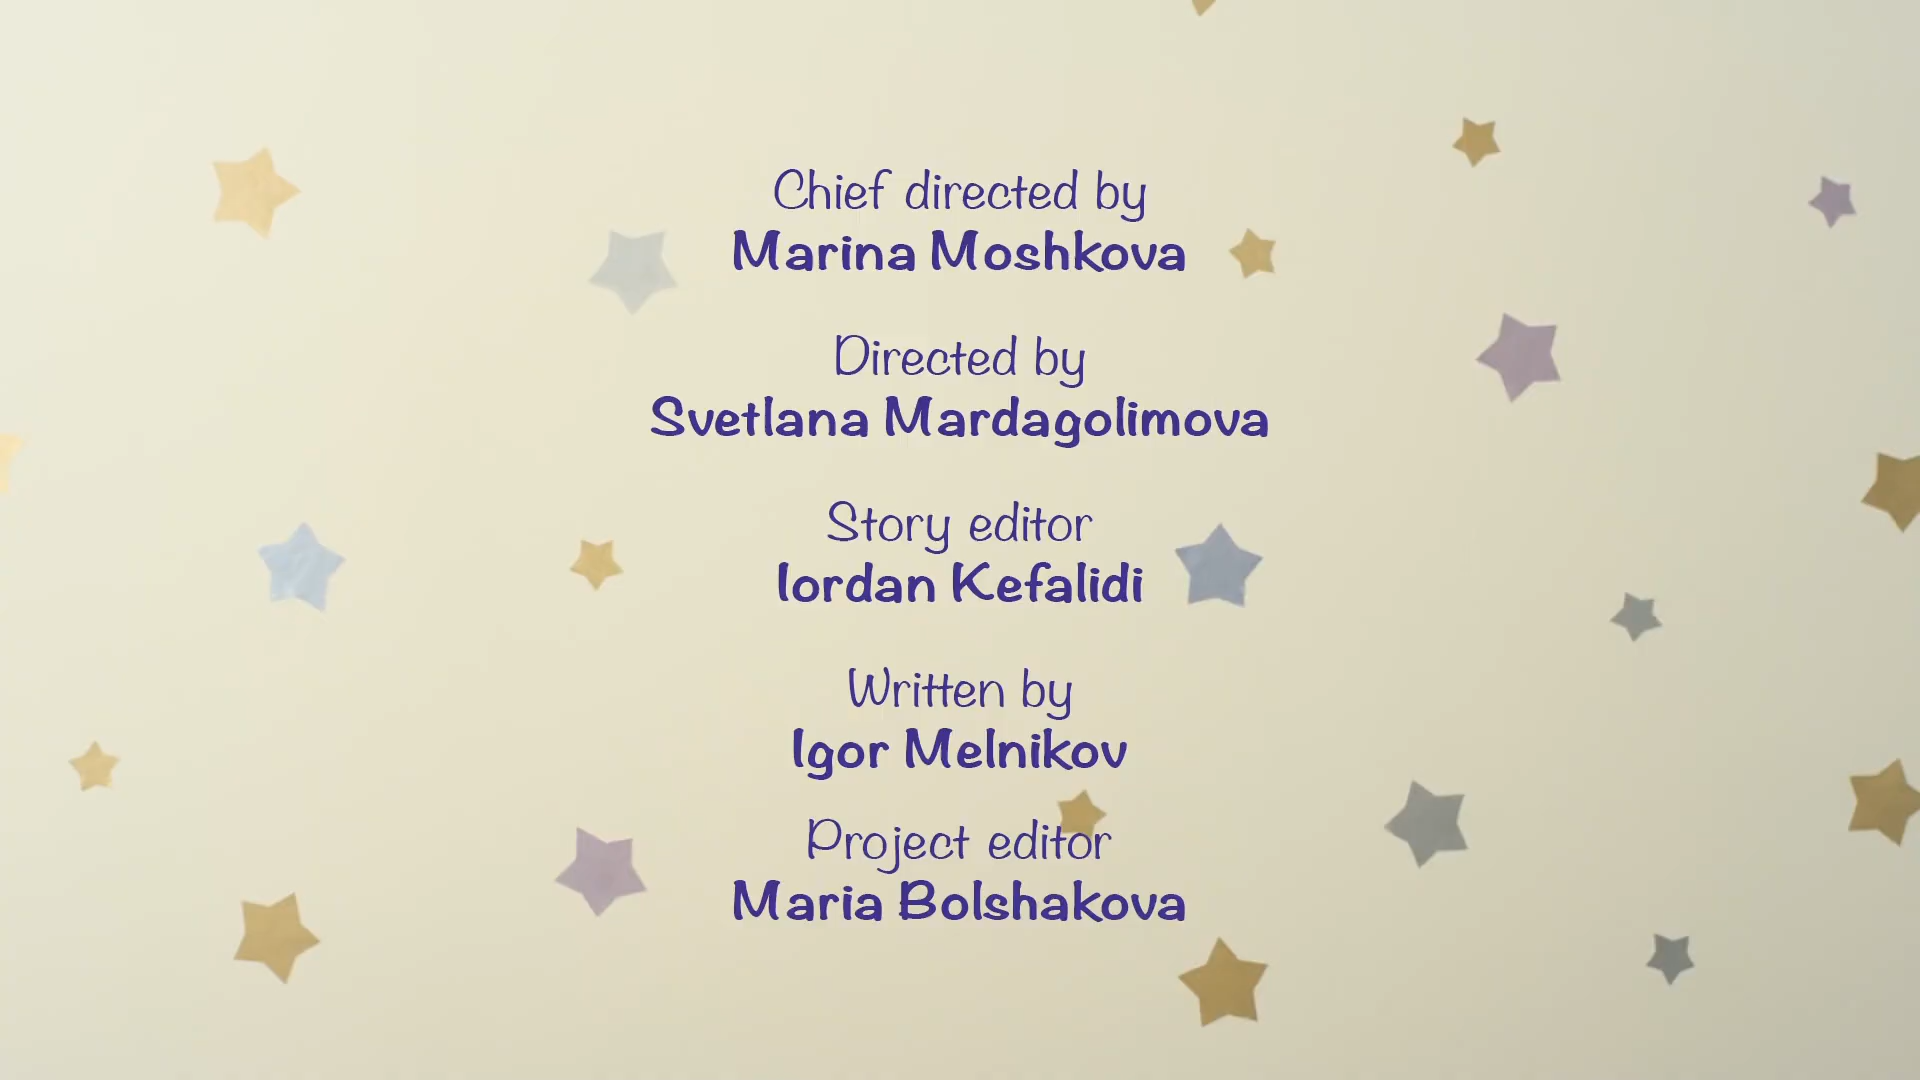 Chief directed by
Marina Moshkova
Directed by
Svetlana Mardagolimova
Story editor
Iordan Kefalidi
Written by
Igor Melnikov
Project editor
Maria Bolshakova